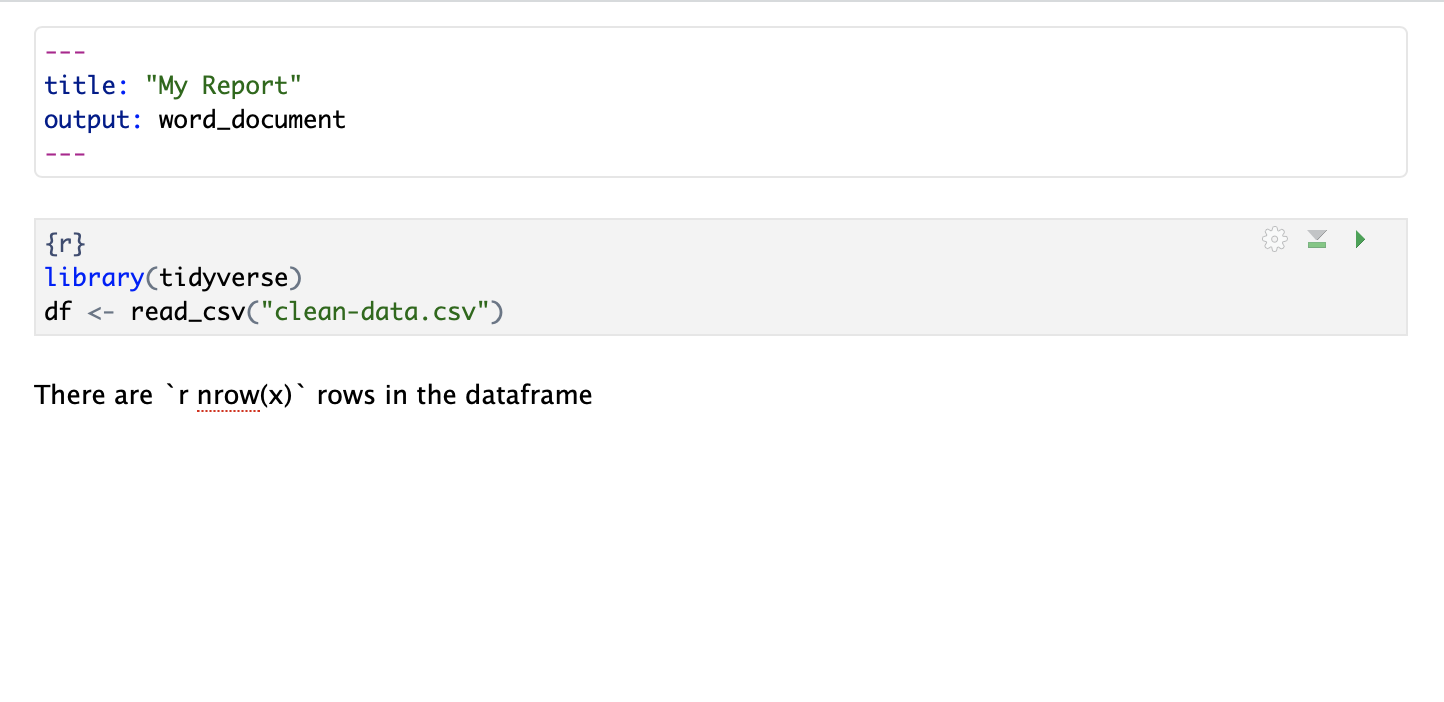 ---
title: "My Report"
output: word_document
---
{r}
library(tidyverse)
df <- read_csv("clean-data.csv")
There are `r nrow(x)` rows in the dataframe